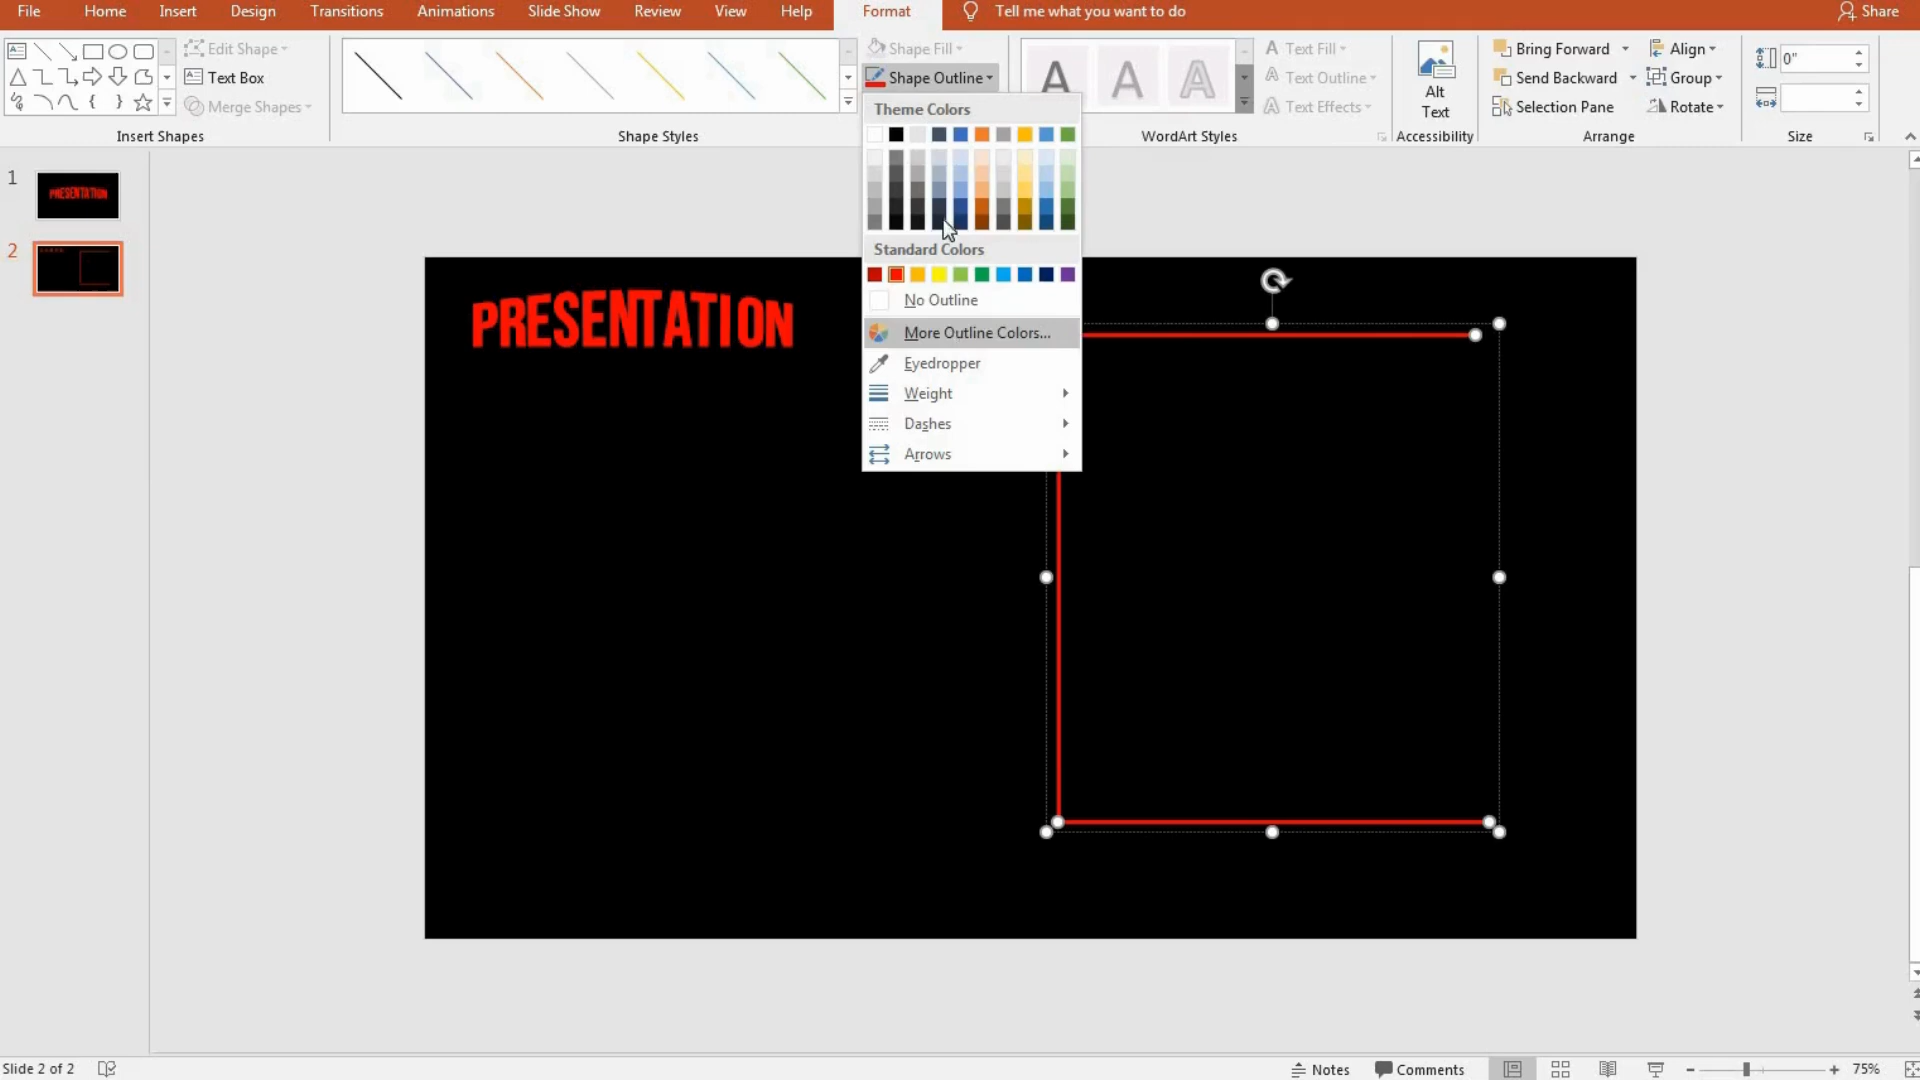 File Home Insert Design Transitions Animations Slide Show Review View Help Format Tell me what you want to do Share
Edit Shape Shape Fill Text Fill Bring Forward Align 0"
Text Box Shape Outline Text Outline Send Backward Group
Merge Shapes Text Effects Selection Pane Rotate
A A A
Alt
Text
Insert Shapes Shape Styles WordArt Styles Accessibility Arrange Size
Theme Colors
Standard Colors
No Outline
More Outline Colors...
Eyedropper
Weight
Dashes
Arrows
1
PRESENTATION
2
PRESENTATION
Slide 2 of 2 Notes Comments 75%